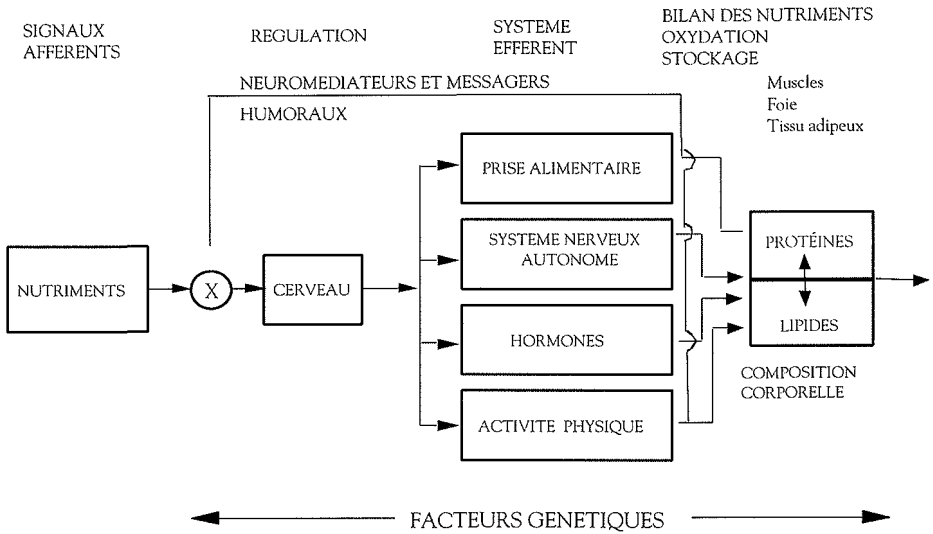 SIGNAUX
AFFERENTS
REGULATION
SYSTEME
EFFERENT
BILAN DES NUTRIMENTS
OXYDATION
STOCKAGE
Muscles
Foie
Tissu adipeux
NEUROMEDIATEURS ET MESSAGERS
HUMORAUX
NUTRIMENTS
X
CERVEAU
PRISE ALIMENTAIRE
SYSTEME NERVEUX
AUTONOME
HORMONES
ACTIVITE PHYSIQUE
PROTÉINES
LIPIDES
COMPOSITION
CORPORELLE
FACTEURS GENETIQUES